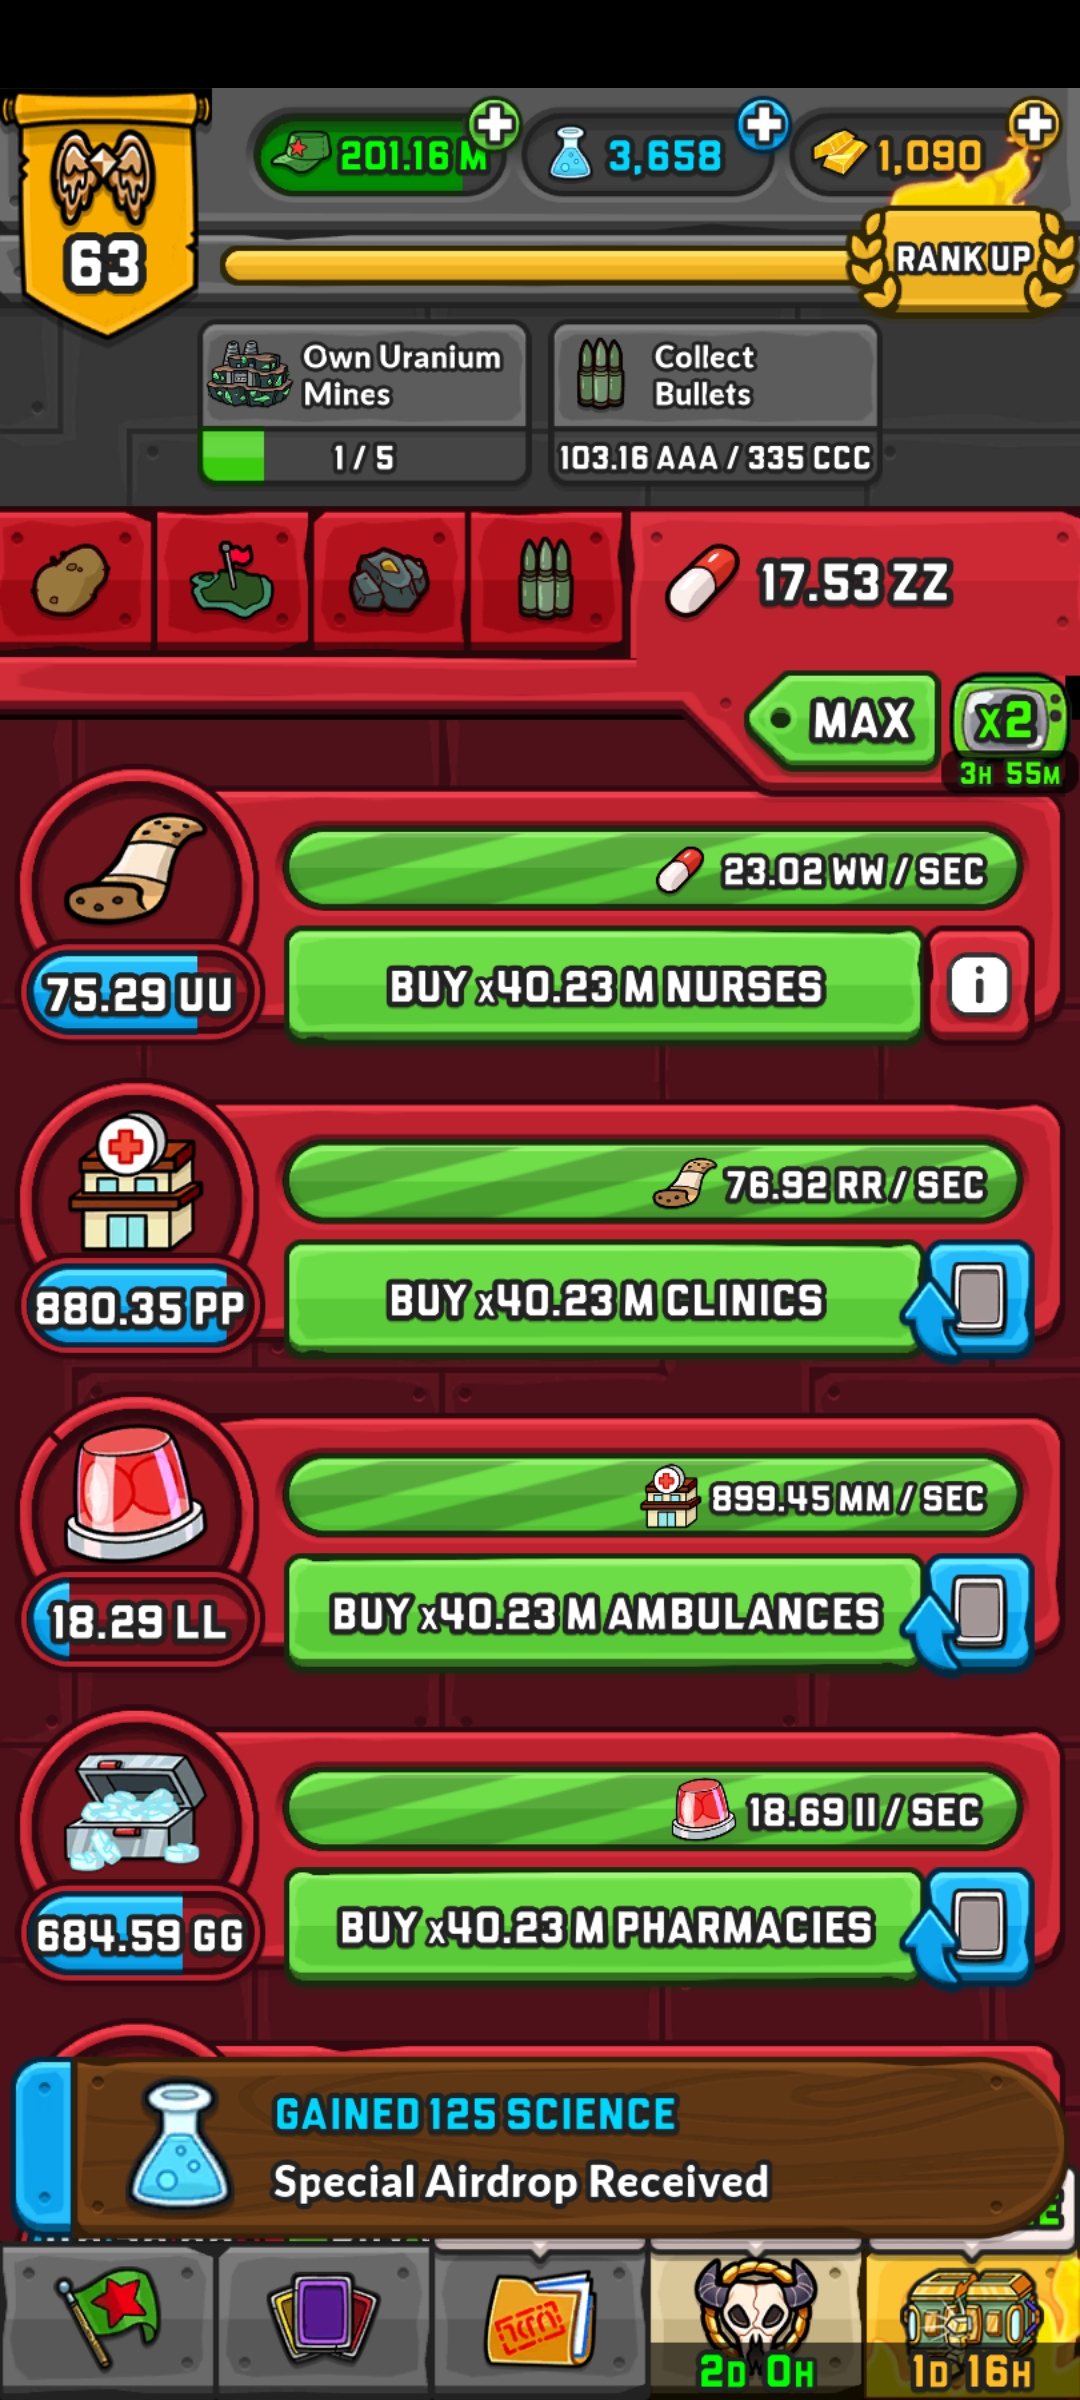 201.16 M
3,658
1,090
63
RANK UP
Own Uranium
Mines
1 / 5
Collect
Bullets
103.16 AAA / 335 CCC
17.53 ZZ
MAX
x2
3H 55M
23.02 WW / SEC
75.29 UU
BUY x40.23 M NURSES
i
76.92 RR / SEC
880.35 PP
BUY x40.23 M CLINICS
899.45 MM / SEC
18.29 LL
BUY x40.23 M AMBULANCES
18.69 II / SEC
684.59 GG
BUY x40.23 M PHARMACIES
GAINED 125 SCIENCE
Special Airdrop Received
2D 0H
1D 16H